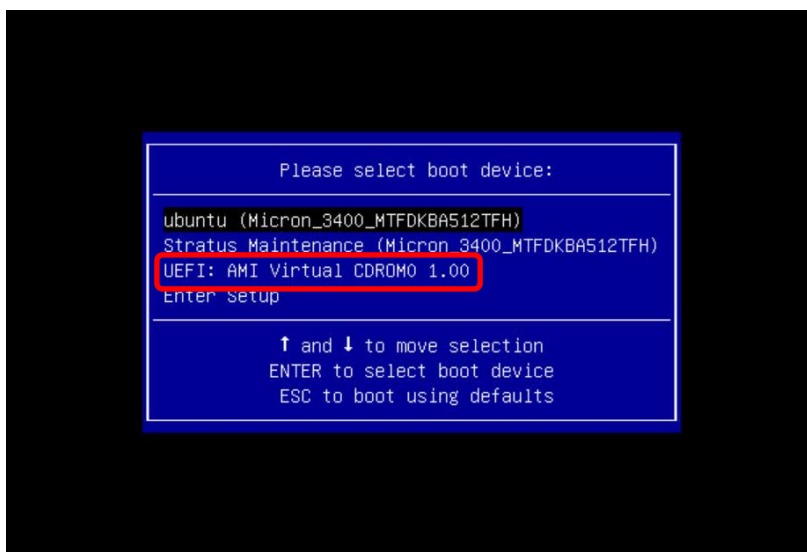 Please select boot device:
ubuntu (Micron_3400_MTFDKBA512TFH)
Stratus Maintenance (Micron_3400_MTFDKBA512TFH)
UEFI: AMI Virtual CDROM0 1.00
Enter Setup
↑ and ↓ to move selection
ENTER to select boot device
ESC to boot using defaults